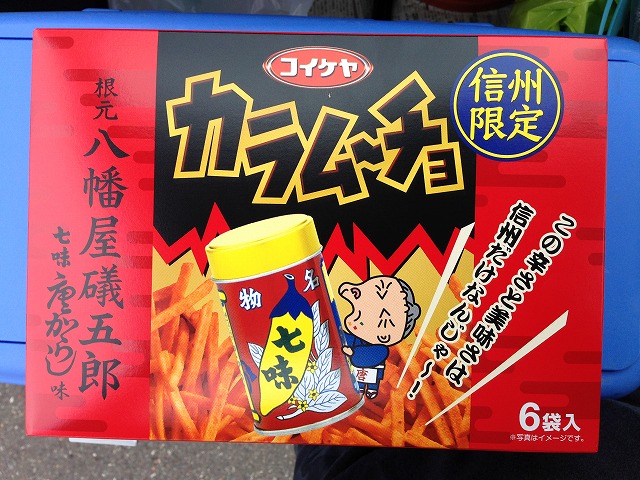 コイケヤ
カラムーチョ
信州
限定
根元
八幡屋礒五郎
七味唐がらし味
名物
七味
この辛さと美味さは
信州だけなんじゃ〜!
6袋入
※写真はイメージです。